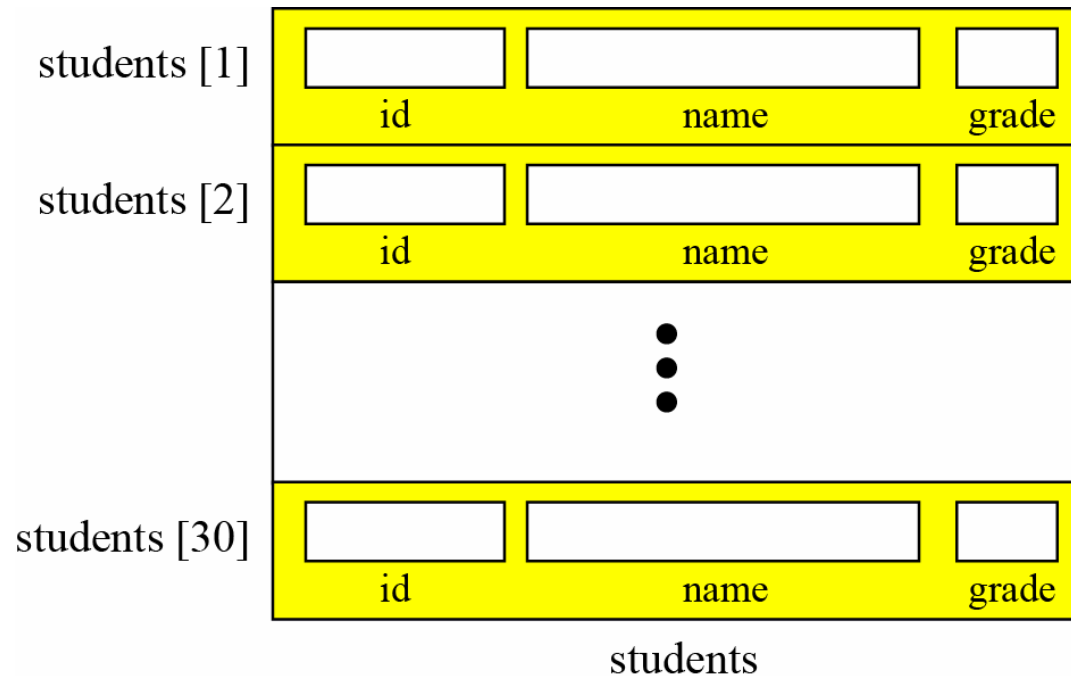 students [1]
id name grade
students [2]
id name grade
students [30]
id name grade
students